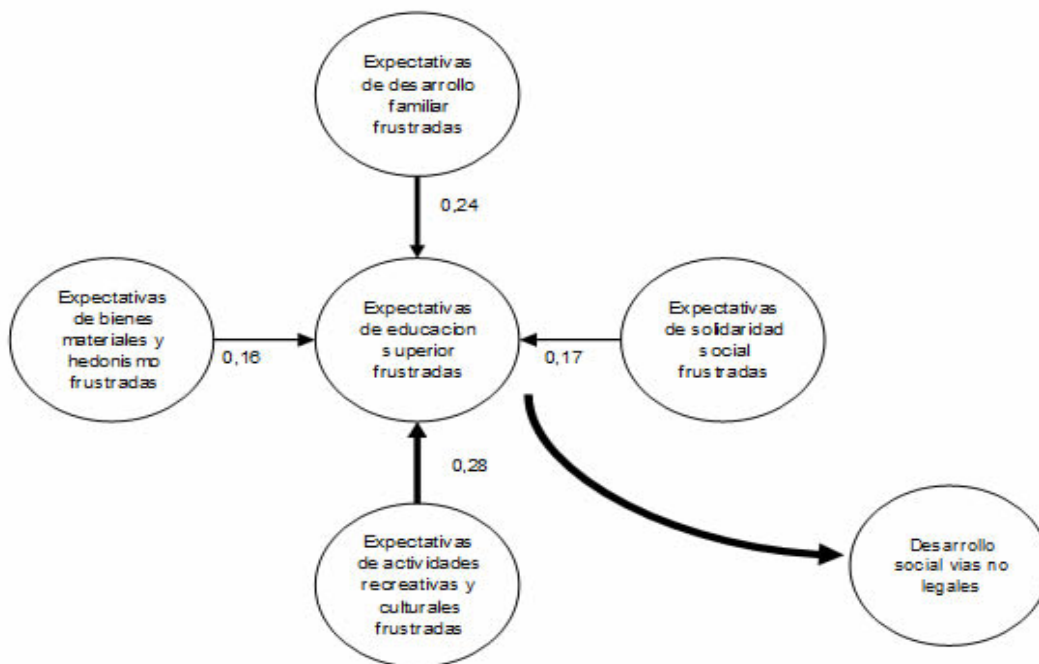 Expectativas
de desarrollo
familiar
frustradas
0,24
Expectativas
de bienes
materiales y
hedonismo
frustradas
0,16
Expectativas
de educacion
superior
frustradas
0,17
Expectativas
de solidaridad
social
frustradas
0,28
Expectativas
de actividades
recreativas y
culturales
frustradas
Desarrollo
social vias no
legales